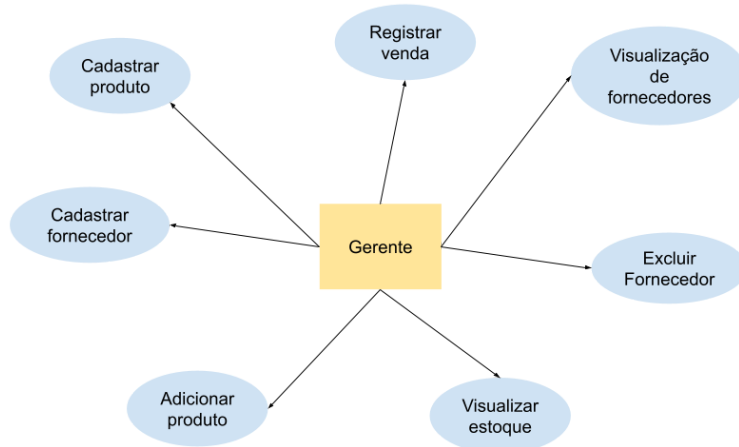 Registrar
venda
Cadastrar
produto
Visualização
de
fornecedores
Cadastrar
fornecedor
Gerente
Excluir
Fornecedor
Adicionar
produto
Visualizar
estoque